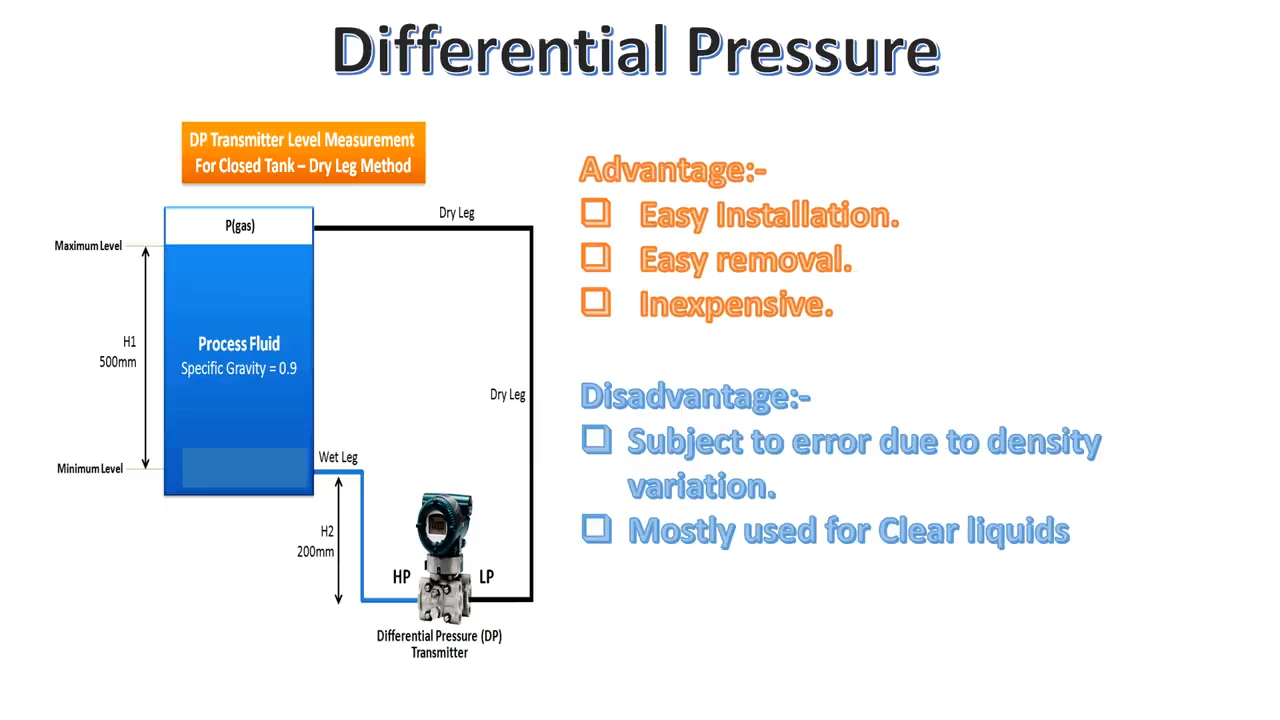 Differential Pressure
DP Transmitter Level Measurement
For Closed Tank – Dry Leg Method
P(gas)
Dry Leg
Maximum Level
H1
500mm
Process Fluid
Specific Gravity = 0.9
Dry Leg
Minimum Level
Wet Leg
H2
200mm
HP
LP
Differential Pressure (DP)
Transmitter
Advantage:-
Easy Installation.
Easy removal.
Inexpensive.
Disadvantage:-
Subject to error due to density
variation.
Mostly used for Clear liquids